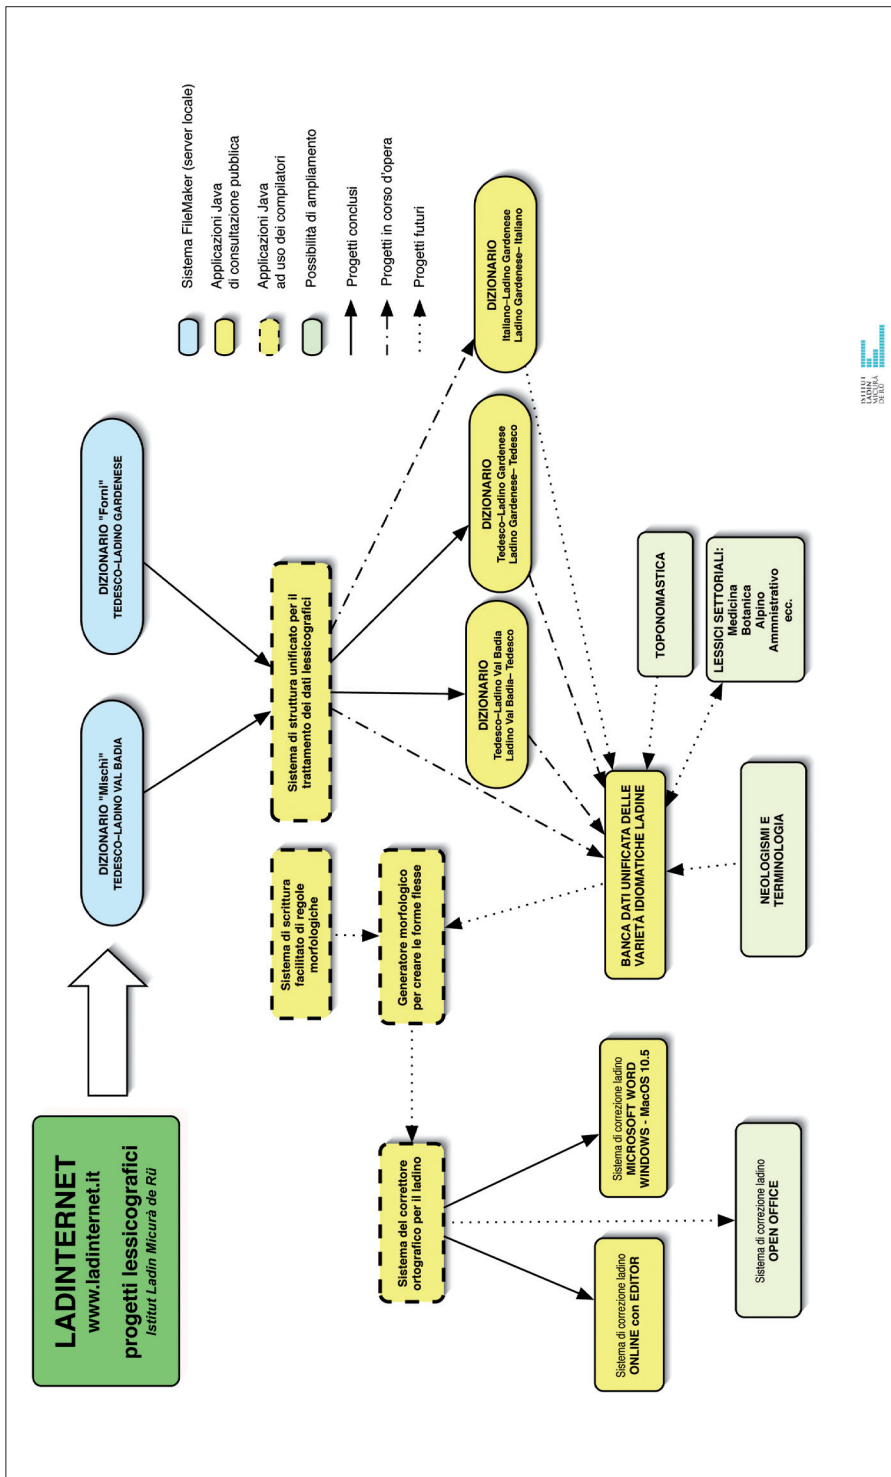 LADINTERNET
www.ladinternet.it
progetti lessicografici
Istitut Ladin Micurà de Rü
DIZIONARIO "Mischi"
TEDESCO–LADINO VAL BADIA
DIZIONARIO "Forni"
TEDESCO–LADINO GARDENESE
Sistema FileMaker (server locale)
Applicazioni Java
di consultazione pubblica
Applicazioni Java
ad uso dei compilatori
Possibilità di ampliamento
Progetti conclusi
Progetti in corso d'opera
Progetti futuri
Sistema di scrittura
facilitato di regole
morfologiche
Sistema di struttura unificato per il
trattamento dei dati lessicografici
Sistema del correttore
ortografico per il ladino
Generatore morfologico
per creare le forme flesse
DIZIONARIO
Tedesco–Ladino Val Badia
Ladino Val Badia– Tedesco
DIZIONARIO
Tedesco–Ladino Gardenese
Ladino Gardenese– Tedesco
DIZIONARIO
Italiano–Ladino Gardenese
Ladino Gardenese– Italiano
Sistema di correzione ladino
ONLINE con EDITOR
Sistema di correzione ladino
MICROSOFT WORD
WINDOWS - MacOS 10.5
BANCA DATI UNIFICATA DELLE
VARIETÀ IDIOMATICHE LADINE
TOPONOMASTICA
Sistema di correzione ladino
OPEN OFFICE
NEOLOGISMI E
TERMINOLOGIA
LESSICI SETTORIALI:
Medicina
Botanica
Alpino
Ammnistrativo
ecc.
ISTITUT
LADIN
MICURÀ
DE RÜ